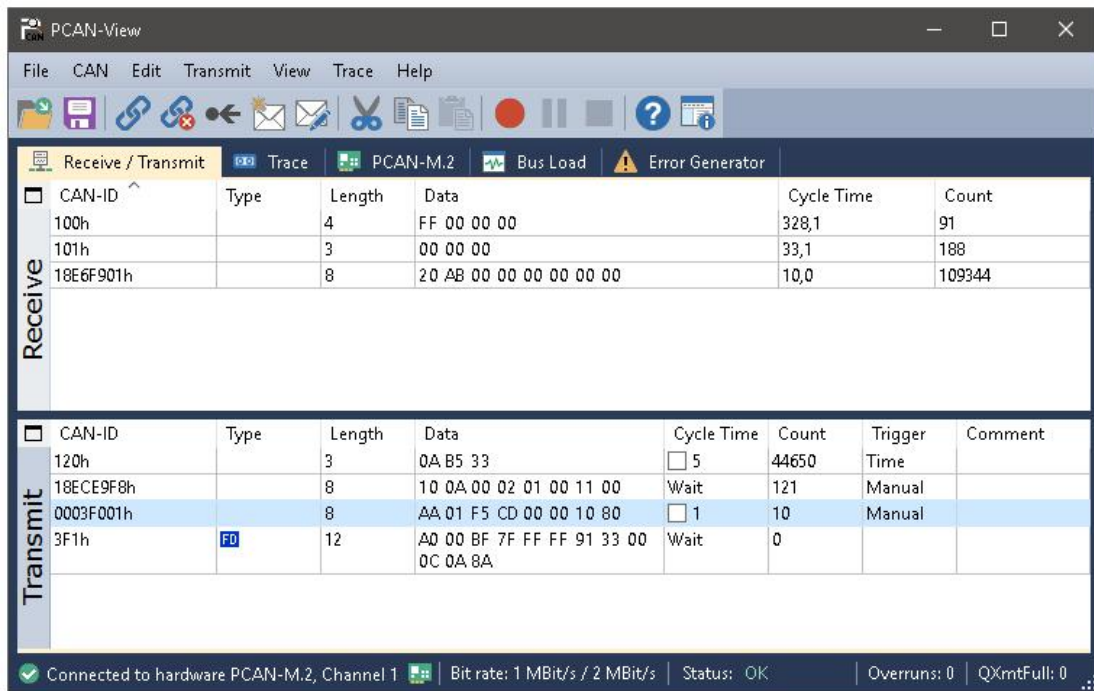 PCAN-View
File CAN Edit Transmit View Trace Help
Receive / Transmit Trace PCAN-M.2 Bus Load Error Generator
CAN-ID Type Length Data Cycle Time Count
100h 4 FF 00 00 00 328,1 91
101h 3 00 00 00 33,1 188
18E6F901h 8 20 AB 00 00 00 00 00 00 10,0 109344
Receive
CAN-ID Type Length Data Cycle Time Count Trigger Comment
120h 3 0A B5 33 5 44650 Time
18ECE9F8h 8 10 0A 00 02 01 00 11 00 Wait 121 Manual
0003F001h 8 AA 01 F5 CD 00 00 10 80 1 10 Manual
3F1h FD 12 A0 00 BF 7F FF FF 91 33 00 Wait 0
0C 0A 8A
Transmit
Connected to hardware PCAN-M.2, Channel 1 Bit rate: 1 MBit/s / 2 MBit/s Status: OK Overruns: 0 QXmtFull: 0